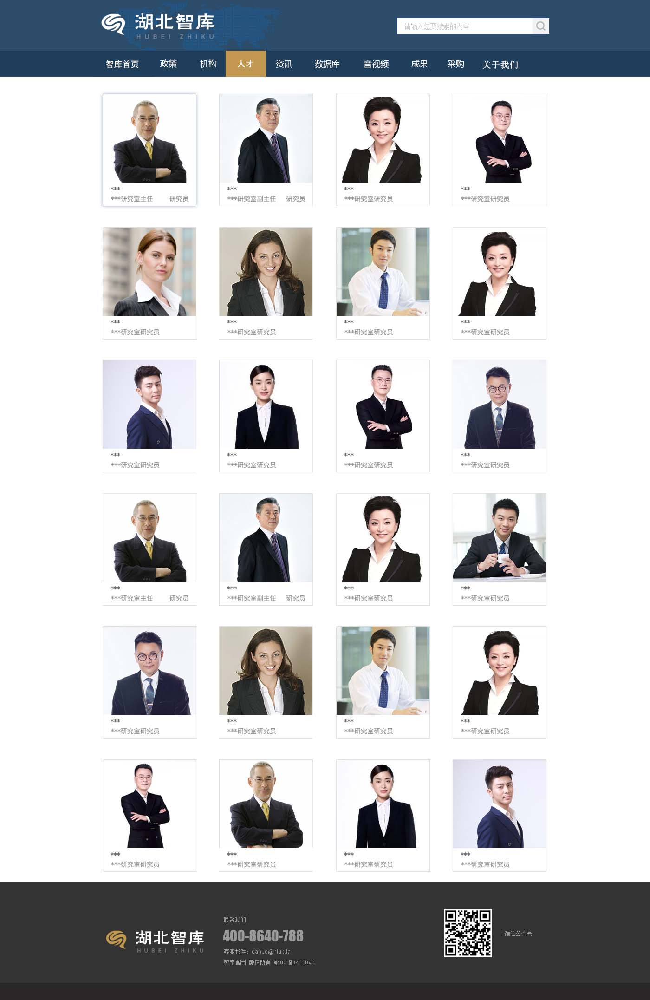 湖北智库
HUBEI ZHIKU
请输入您要搜索的内容
智库首页 政策 机构 人才 资讯 数据库 音视频 成果 采购 关于我们
*** *** *** ***
***研究室主任 研究员 ***研究室副主任 研究员 ***研究室研究员 ***研究室研究员
*** *** *** ***
***研究室研究员 ***研究室研究员 ***研究室研究员 ***研究室研究员
*** *** *** ***
***研究室研究员 ***研究室研究员 ***研究室研究员 ***研究室研究员
*** *** *** ***
***研究室主任 研究员 ***研究室副主任 研究员 ***研究室研究员 ***研究室研究员
*** *** *** ***
***研究室研究员 ***研究室研究员 ***研究室研究员 ***研究室研究员
*** *** *** ***
***研究室研究员 ***研究室研究员 ***研究室研究员 ***研究室研究员
湖北智库
HUBEI ZHIKU
联系我们
400-8640-788
客服邮件：dahuo@niub.la
智库官网 版权所有 鄂ICP备14001631
微信公众号